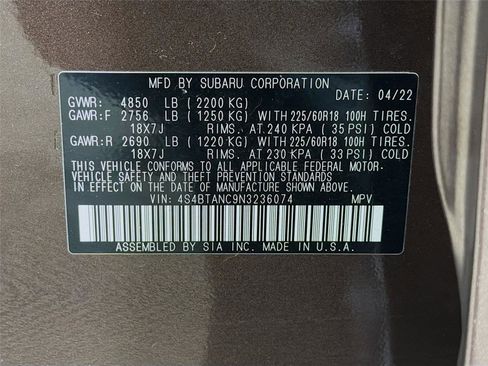 MFD BY SUBARU CORPORATION
DATE: 04/22
GVWR: 4850 LB (2200 KG)
GAWR:F 2756 LB (1250 KG) WITH 225/60R18 100H TIRES.
18X7J RIMS. AT 240 KPA (35 PSI) COLD
GAWR:R 2690 LB (1220 KG) WITH 225/60R18 100H TIRES.
18X7J RIMS. AT 230 KPA (33 PSI) COLD
THIS VEHICLE CONFORMS TO ALL APPLICABLE FEDERAL MOTOR
VEHICLE SAFETY AND THEFT PREVENTION STANDARDS IN
EFFECT ON THE DATE OF MANUFACTURE SHOWN ABOVE.
VIN: 4S4BTANC9N3236074 MPV
ASSEMBLED BY SIA INC. MADE IN U.S.A.